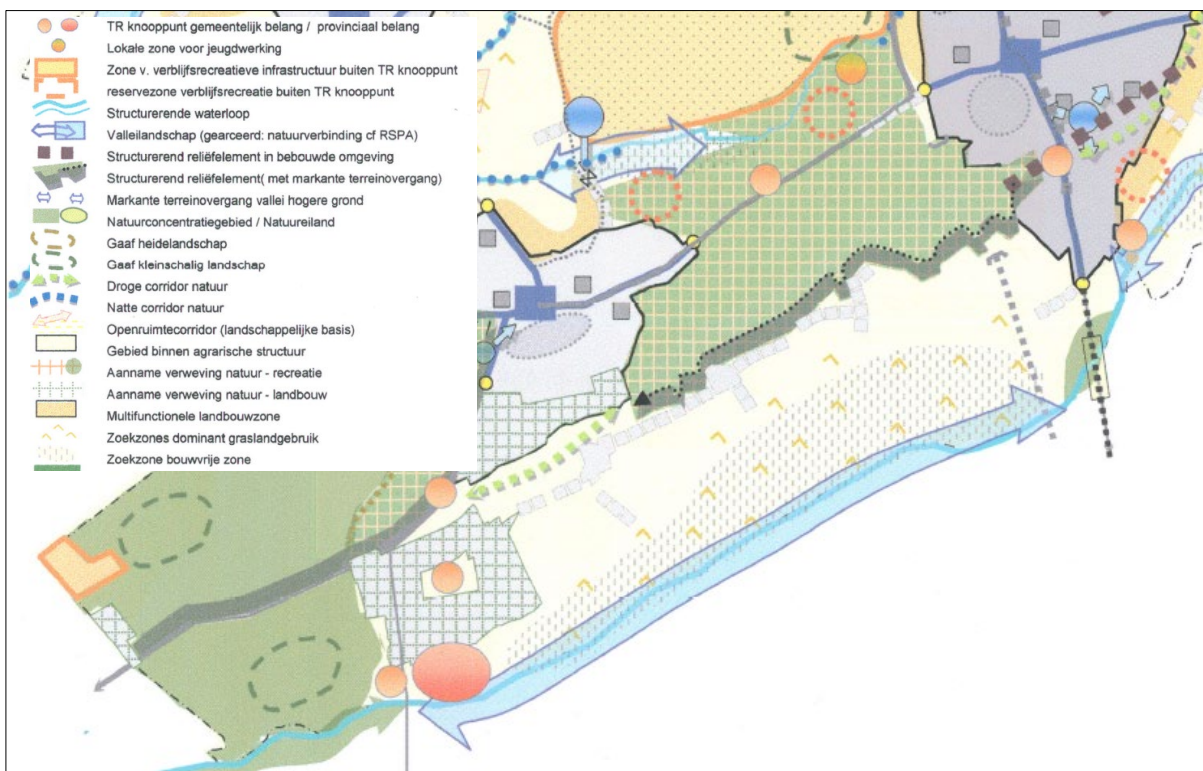 TR knooppunt gemeentelijk belang / provinciaal belang
Lokale zone voor jeugdwerking
Zone v. verblijfsrecreatieve infrastructuur buiten TR knooppunt
reservezone verblijfsrecreatie buiten TR knooppunt
Structurerende waterloop
Valleilandschap (gearceerd: natuurverbinding cf RSPA)
Structurerend reliëfelement in bebouwde omgeving
Structurerend reliëfelement( met markante terreinovergang)
Markante terreinovergang vallei hogere grond
Natuurconcentratiegebied / Natuureiland
Gaaf heidelandschap
Gaaf kleinschalig landschap
Droge corridor natuur
Natte corridor natuur
Openruimtecorridor (landschappelijke basis)
Gebied binnen agrarische structuur
Aanname verweving natuur - recreatie
Aanname verweving natuur - landbouw
Multifunctionele landbouwzone
Zoekzones dominant graslandgebruik
Zoekzone bouwvrije zone